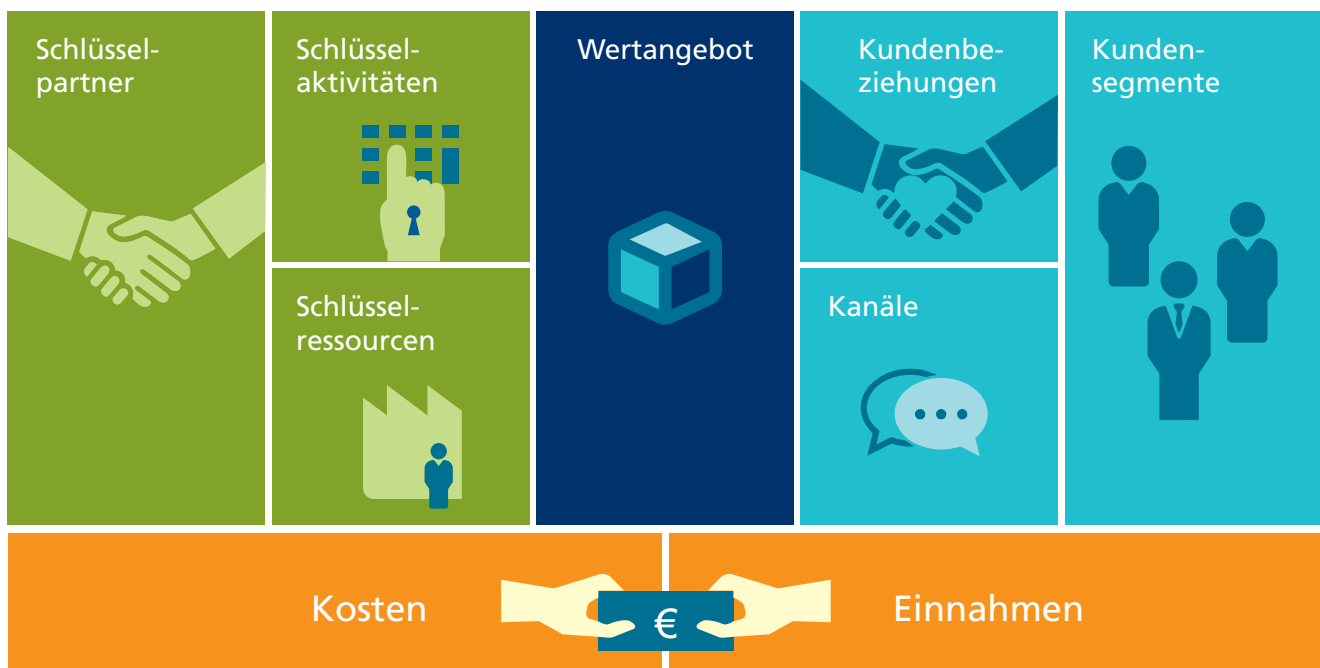 Schlüssel-
partner
Schlüssel-
aktivitäten
Schlüssel-
ressourcen
Wertangebot
Kundenbe-
ziehungen
Kanäle
Kunden-
segmente
Kosten
€
Einnahmen